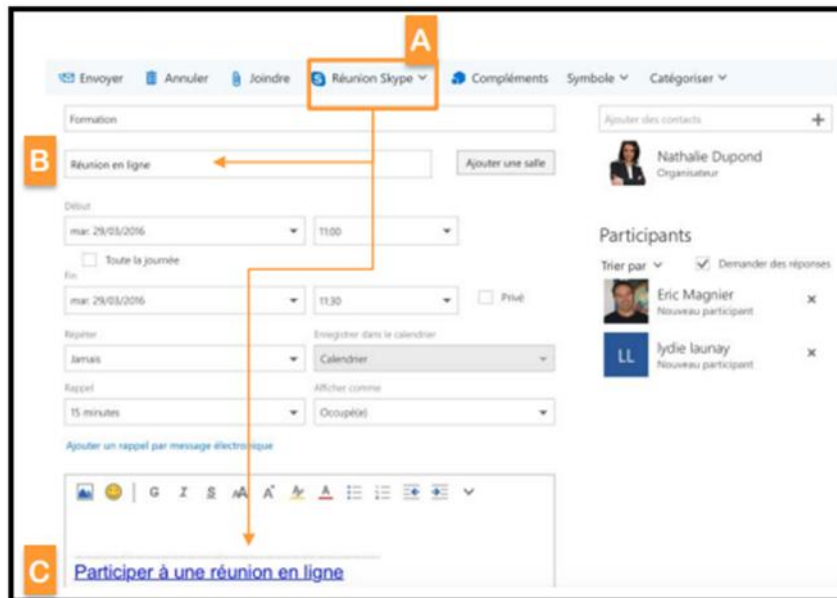 A
Envoyer Annuler Joindre Réunion Skype Compléments Symbole Catégoriser
Formation
Ajouter des contacts
B
Réunion en ligne
Ajouter une salle
Nathalie Dupond
Organisateur
Début
mar. 29/03/2016 11:00
Toute la journée
Participants
Trier par Demander des réponses
Fin
mar. 29/03/2016 11:30 Privé
Eric Magnier
Nouveau participant
Répéter Enregistrer dans le calendrier
Jamais Calendrier
LL
lydie launay
Nouveau participant
Rappel Afficher comme
15 minutes Occupé(e)
Ajouter un rappel par message électronique
G I S AA A A
C
Participer à une réunion en ligne